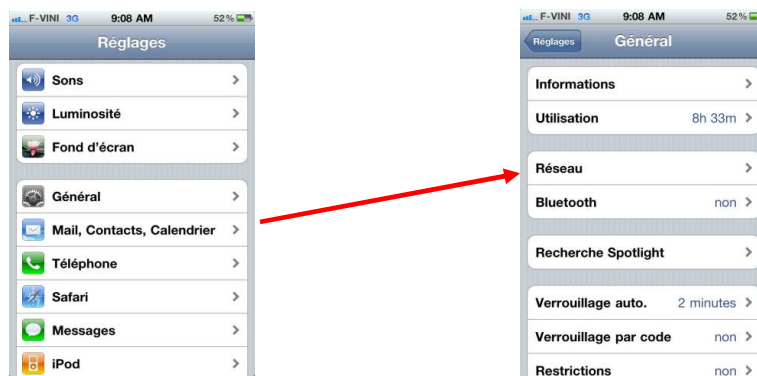 F-VINI 3G 9:08 AM 52%
Réglages
Sons
Luminosité
Fond d'écran
Général
Mail, Contacts, Calendrier
Téléphone
Safari
Messages
iPod
F-VINI 3G 9:08 AM 52%
Réglages Général
Informations
Utilisation 8h 33m
Réseau
Bluetooth non
Recherche Spotlight
Verrouillage auto. 2 minutes
Verrouillage par code non
Restrictions non